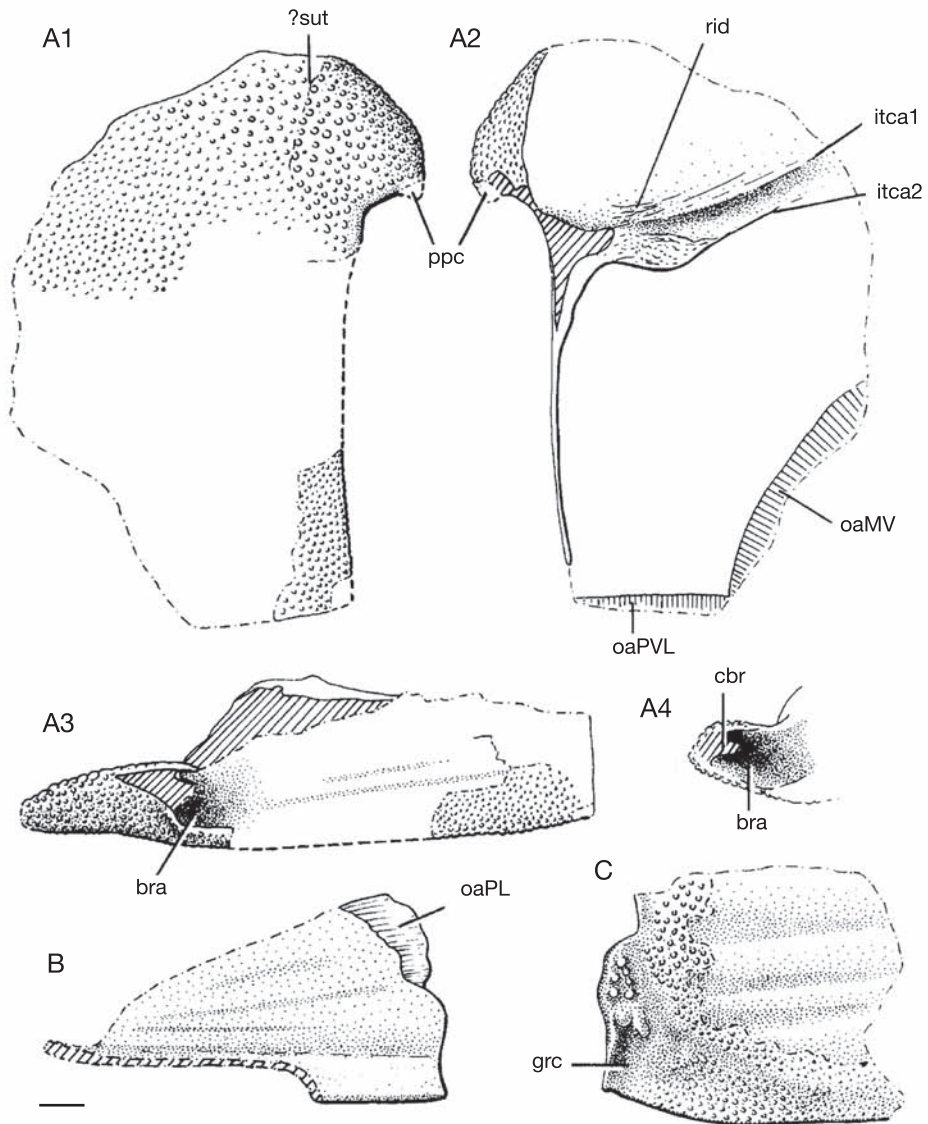 ?sut
A1
A2
rid
itca1
itca2
ppc
oaMV
oaPVL
A3
cbr
A4
bra
bra
oaPL
C
B
grc